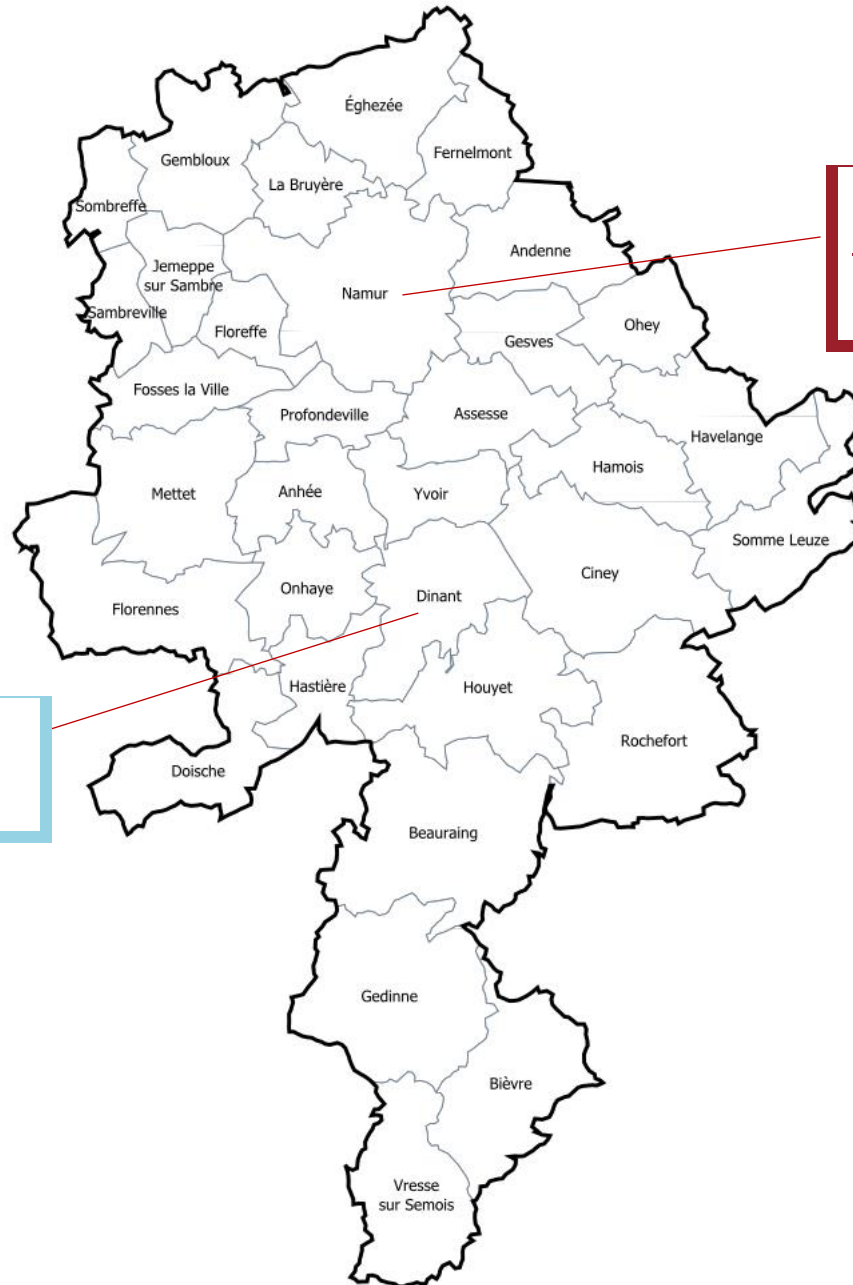 Éghezée
Fernelmont
Gembloux
La Bruyère
Sombreffe
Andenne
Jemeppe
sur Sambre
Namur
Sambreville
Floreffe
Gesves
Ohey
Fosses la Ville
Profondeville
Assesse
Havelange
Hamois
Mettet
Anhée
Yvoir
Somme Leuze
Ciney
Onhaye
Dinant
Florennes
Hastière
Houyet
Rochefort
Doische
Beauraing
Gedinne
Bièvre
Vresse
sur Semois